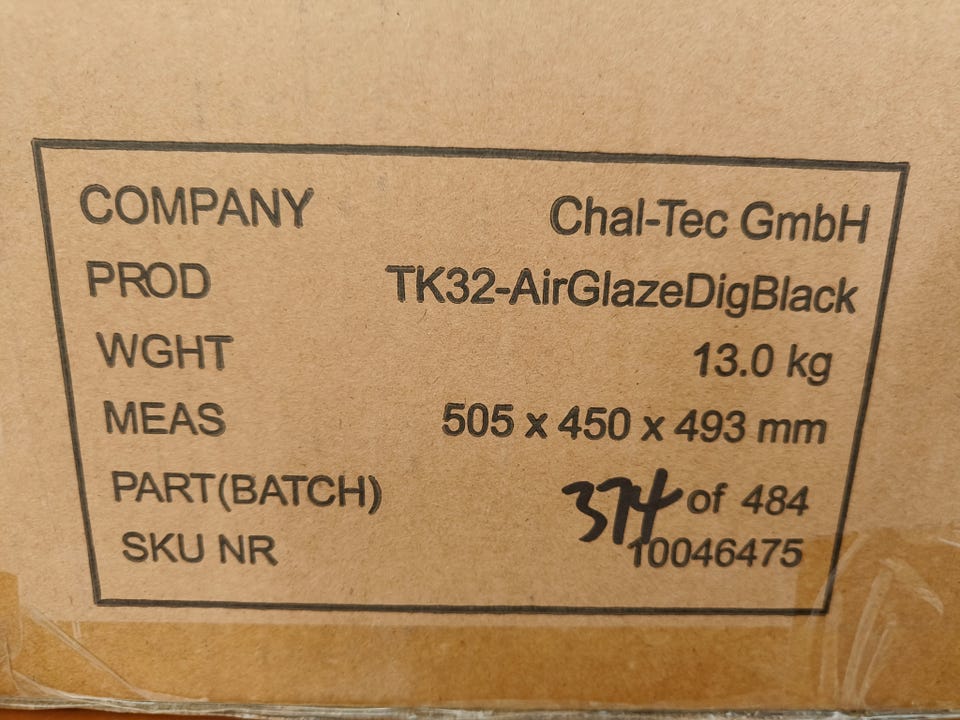 COMPANY Chal-Tec GmbH
PROD TK32-AirGlazeDigBlack
WGHT 13.0 kg
MEAS 505 x 450 x 493 mm
PART(BATCH) 374 of 484
SKU NR 10046475